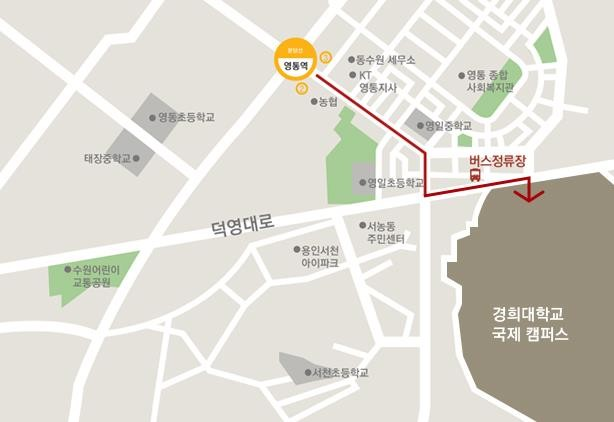 분당선
영통역
3
2
동수원 세무소
KT
영통지사
농협
영통 종합
사회복지관
영일중학교
영통초등학교
태장중학교
버스정류장
영일초등학교
덕영대로
서농동
주민센터
용인서천
아이파크
수원어린이
교통공원
경희대학교
국제 캠퍼스
서천초등학교